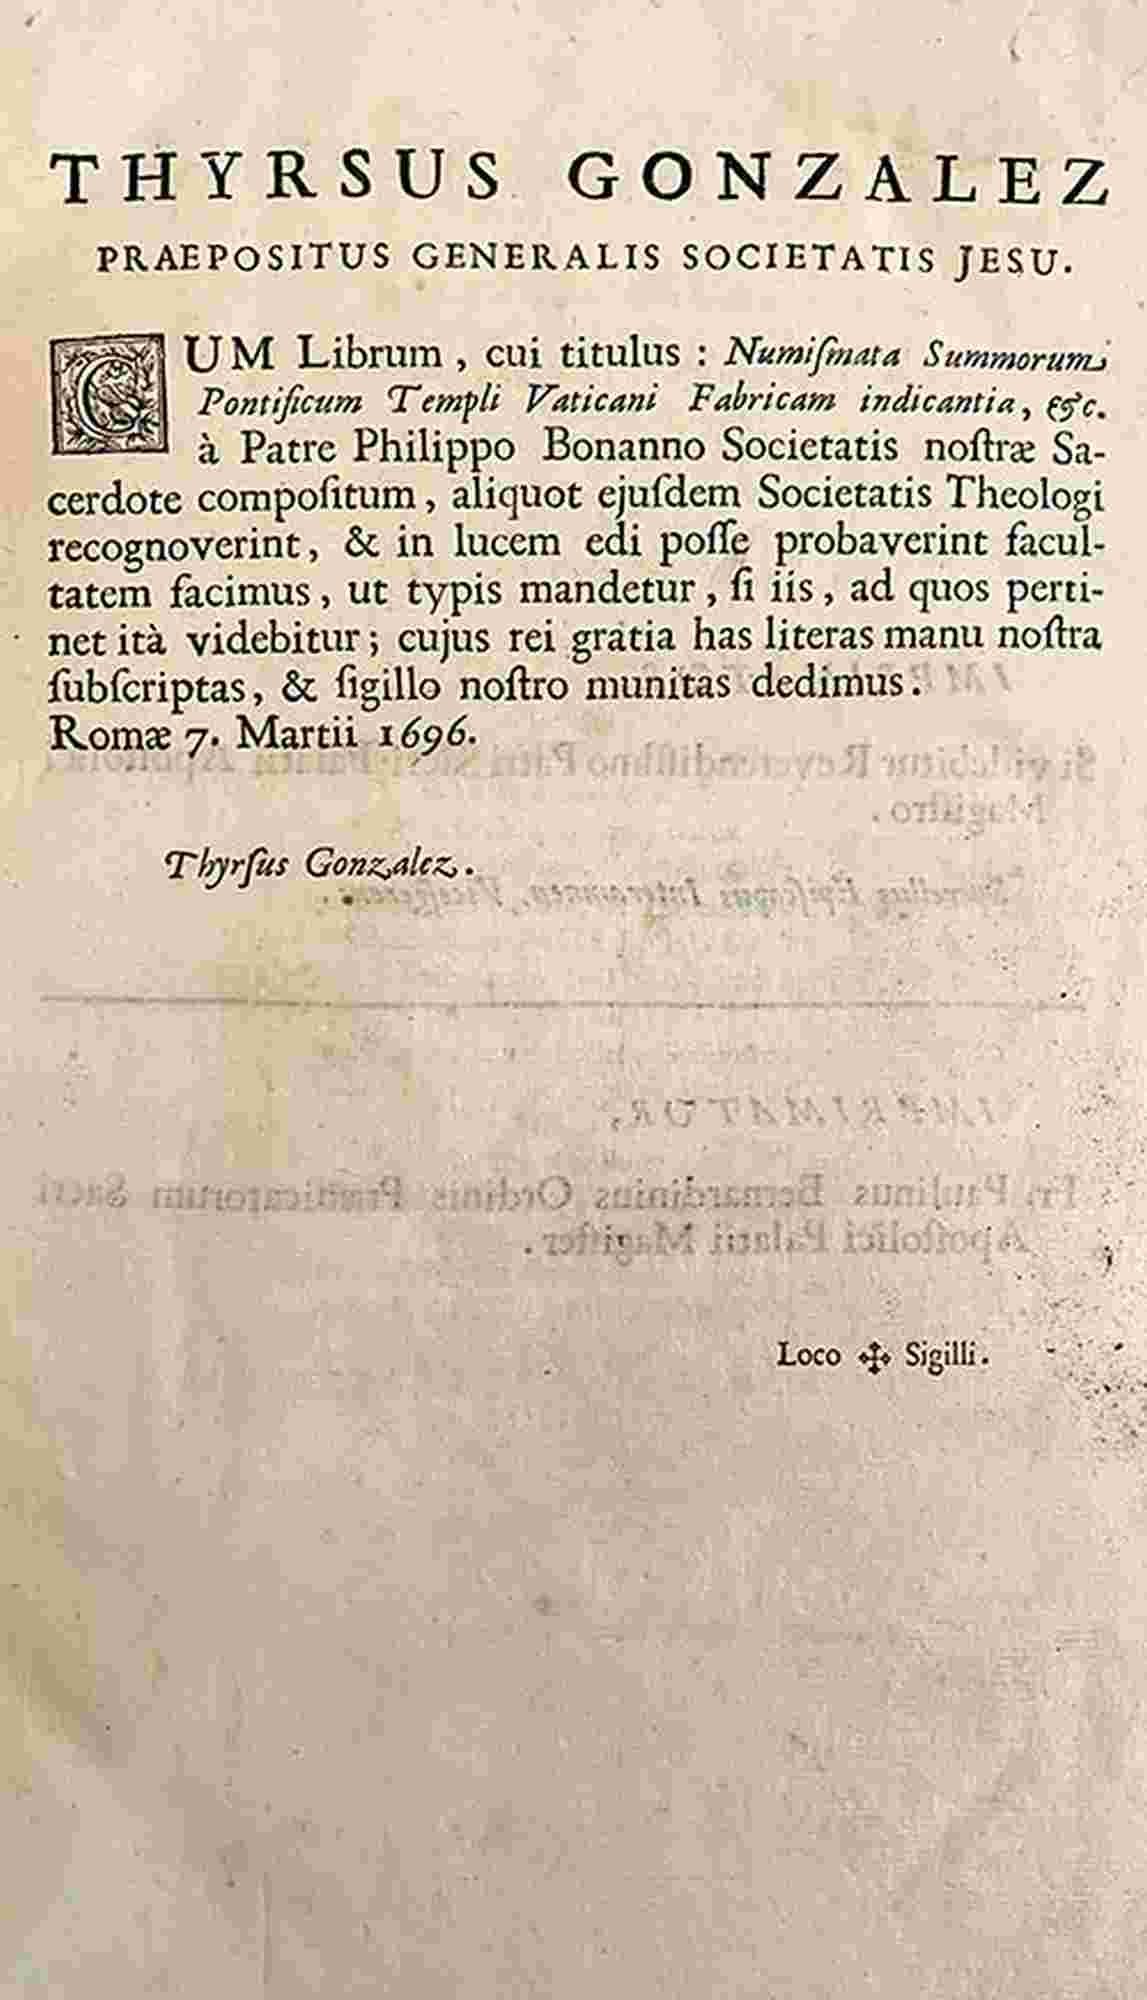 THYRSUS GONZALEZ
PRAEPOSITUS GENERALIS SOCIETATIS JESU.
CUM Librum, cui titulus : Numiſmata Summorum
Pontificum Templi Vaticani Fabricam indicantia, &c.
à Patre Philippo Bonanno Societatis noſtræ Sa-
cerdote compoſitum, aliquot ejuſdem Societatis Theologi
recognoverint, & in lucem edi poſſe probaverint facul-
tatem facimus, ut typis mandetur, ſi iis, ad quos perti-
net ità videbitur; cujus rei gratia has literas manu noſtra
ſubſcriptas, & ſigillo noſtro munitas dedimus.
Romæ 7. Martii 1696.
Thyrſus Gonzalez.
Loco ✣ Sigilli.